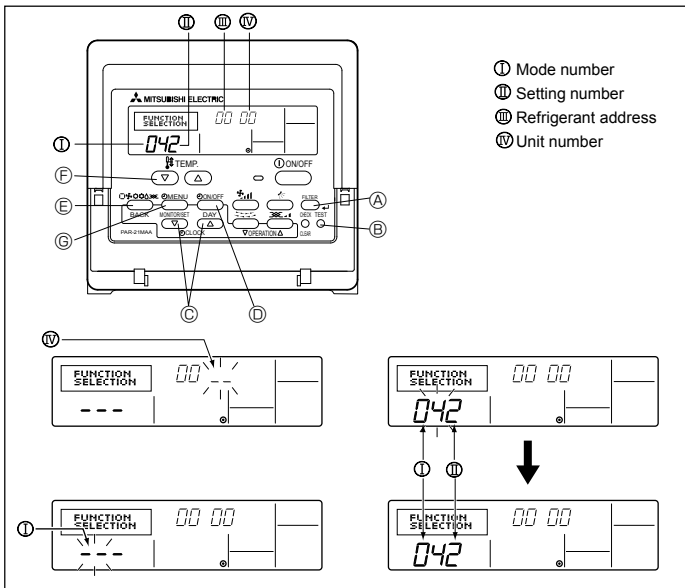 Ⅱ Ⅲ Ⅳ
Ⅰ Mode number
Ⅱ Setting number
Ⅲ Refrigerant address
Ⅳ Unit number
MITSUBISHI ELECTRIC
FUNCTION
SELECTION
00 00
Ⅰ
042
TEMP.
ON/OFF
Ⓕ
MENU
ON/OFF
FILTER
Ⓐ
Ⓔ
BACK
MONITOR/SET
DAY
CHECK TEST
Ⓑ
Ⓖ
PAR-21MAA
CLOCK
OPERATION
CLEAR
Ⓒ
Ⓓ
Ⅳ
FUNCTION
SELECTION
00 --
---
FUNCTION
SELECTION
00 00
042
Ⅰ Ⅱ
Ⅰ
FUNCTION
SELECTION
00 00
---
FUNCTION
SELECTION
00 00
042